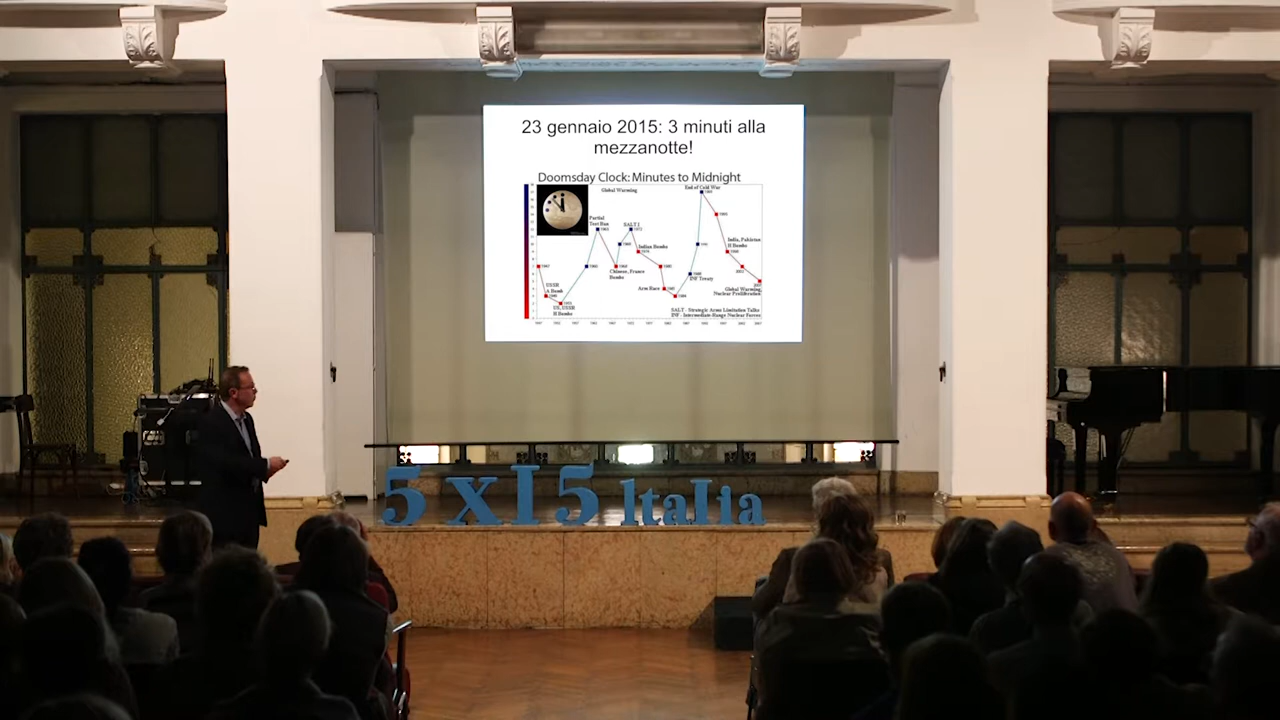 23 gennaio 2015: 3 minuti alla
mezzanotte!
Doomsday Clock: Minutes to Midnight
Global Warming
End of Cold War
Partial
Test Ban
SALT I
Indian Bombs
India, Pakistan
H Bombs
Chinese, France
Bombs
INF Treaty
USSR
A Bomb
Arm Race
Global Warming,
Nuclear Proliferation
US, USSR
H Bombs
SALT - Strategic Arms Limitation Talks
INF - Intermediate-Range Nuclear Forces
5x15 Italia